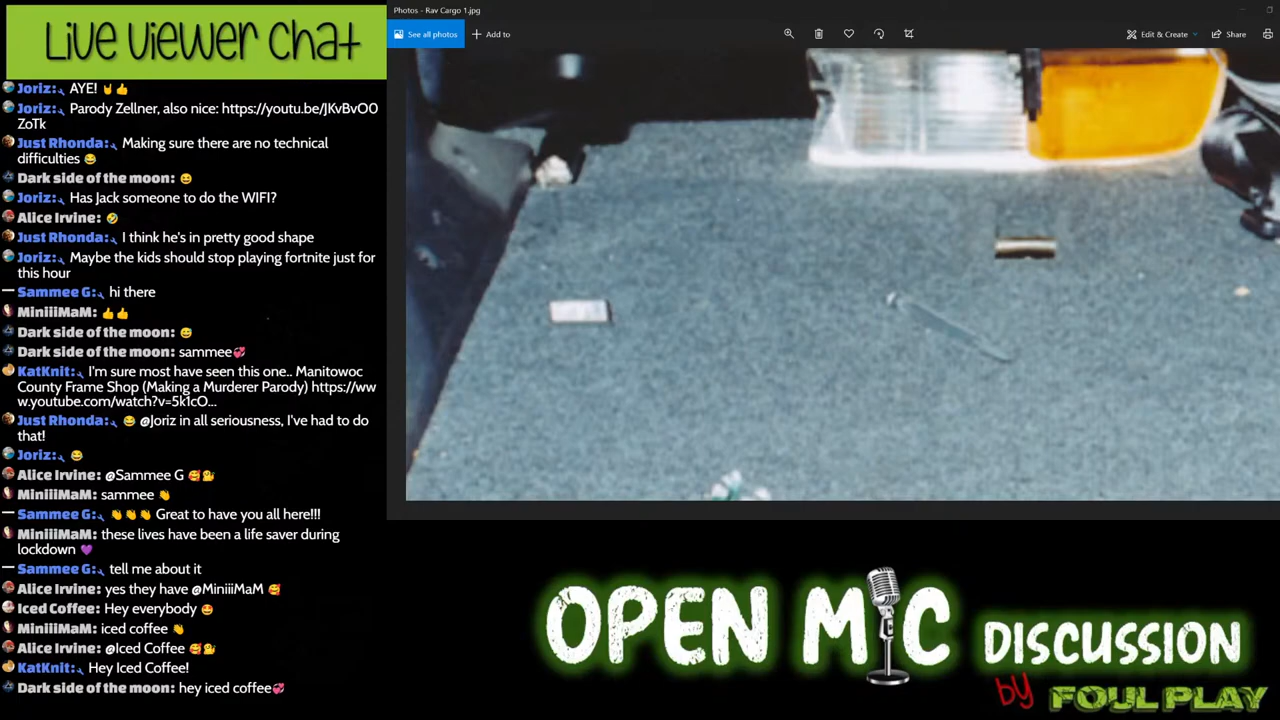 Live viewer chat
Joriz: AYE! 🤘👍
Joriz: Parody Zellner, also nice: https://youtu.be/JKvBvO0
ZoTk
Just Rhonda: Making sure there are no technical
difficulties 😂
Dark side of the moon: 😄
Joriz: Has Jack someone to do the WIFI?
Alice Irvine: 🤣
Just Rhonda: I think he's in pretty good shape
Joriz: Maybe the kids should stop playing fortnite just for
this hour
Sammee G: hi there
MiniiiMaM: 👍👍
Dark side of the moon: 😅
Dark side of the moon: sammee💞
KatKnit: I'm sure most have seen this one.. Manitowoc
County Frame Shop (Making a Murderer Parody) https://ww
w.youtube.com/watch?v=5k1cO...
Just Rhonda: 😂 @Joriz in all seriousness, I've had to do
that!
Joriz: 😂
Alice Irvine: @Sammee G 🥰
MiniiiMaM: sammee 👋
Sammee G: 👏👏👏 Great to have you all here!!!
MiniiiMaM: these lives have been a life saver during
lockdown 💜
Sammee G: tell me about it
Alice Irvine: yes they have @MiniiiMaM 🥰
Iced Coffee: Hey everybody 🤩
MiniiiMaM: iced coffee 👋
Alice Irvine: @Iced Coffee 🥰
KatKnit: Hey Iced Coffee!
Dark side of the moon: hey iced coffee💞
Photos - Rav Cargo 1.jpg
See all photos
Add to
Edit & Create
Share
OPEN MIC
DISCUSSION
by FOUL PLAY